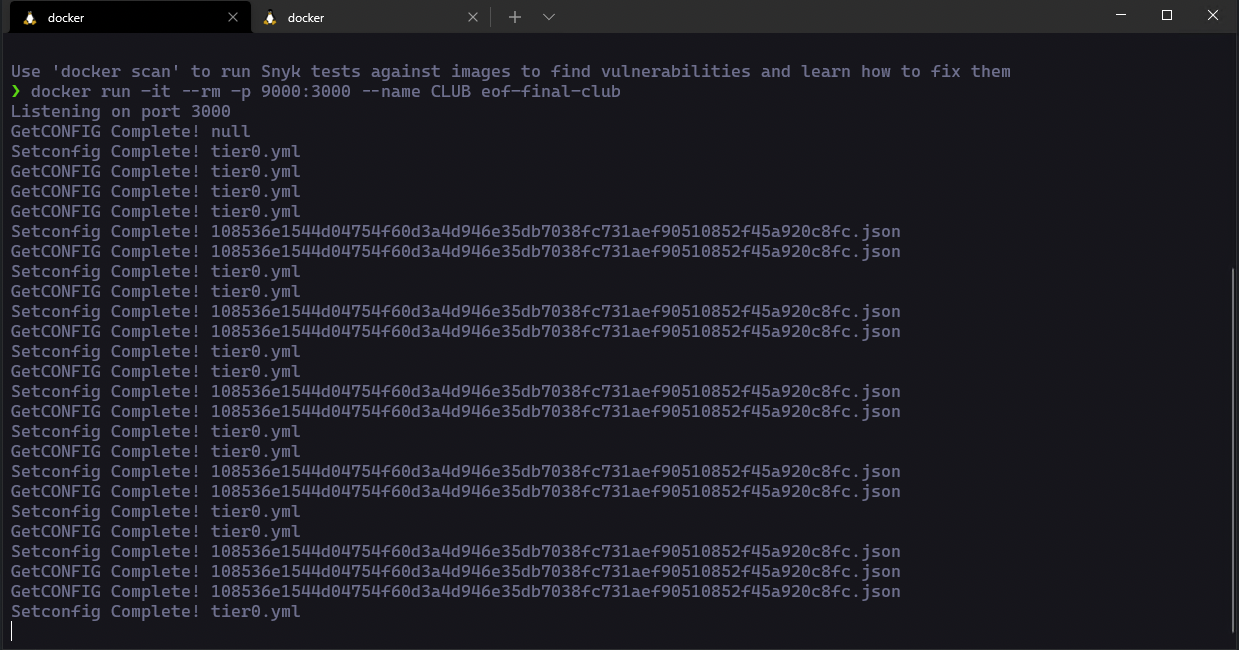 docker
docker
Use 'docker scan' to run Snyk tests against images to find vulnerabilities and learn how to fix them
❯ docker run -it --rm -p 9000:3000 --name CLUB eof-final-club
Listening on port 3000
GetCONFIG Complete! null
Setconfig Complete! tier0.yml
GetCONFIG Complete! tier0.yml
GetCONFIG Complete! tier0.yml
GetCONFIG Complete! tier0.yml
Setconfig Complete! 108536e1544d04754f60d3a4d946e35db7038fc731aef90510852f45a920c8fc.json
GetCONFIG Complete! 108536e1544d04754f60d3a4d946e35db7038fc731aef90510852f45a920c8fc.json
Setconfig Complete! tier0.yml
GetCONFIG Complete! tier0.yml
Setconfig Complete! 108536e1544d04754f60d3a4d946e35db7038fc731aef90510852f45a920c8fc.json
GetCONFIG Complete! 108536e1544d04754f60d3a4d946e35db7038fc731aef90510852f45a920c8fc.json
Setconfig Complete! tier0.yml
GetCONFIG Complete! tier0.yml
Setconfig Complete! 108536e1544d04754f60d3a4d946e35db7038fc731aef90510852f45a920c8fc.json
GetCONFIG Complete! 108536e1544d04754f60d3a4d946e35db7038fc731aef90510852f45a920c8fc.json
Setconfig Complete! tier0.yml
GetCONFIG Complete! tier0.yml
Setconfig Complete! 108536e1544d04754f60d3a4d946e35db7038fc731aef90510852f45a920c8fc.json
GetCONFIG Complete! 108536e1544d04754f60d3a4d946e35db7038fc731aef90510852f45a920c8fc.json
Setconfig Complete! tier0.yml
GetCONFIG Complete! tier0.yml
Setconfig Complete! 108536e1544d04754f60d3a4d946e35db7038fc731aef90510852f45a920c8fc.json
GetCONFIG Complete! 108536e1544d04754f60d3a4d946e35db7038fc731aef90510852f45a920c8fc.json
GetCONFIG Complete! 108536e1544d04754f60d3a4d946e35db7038fc731aef90510852f45a920c8fc.json
Setconfig Complete! tier0.yml